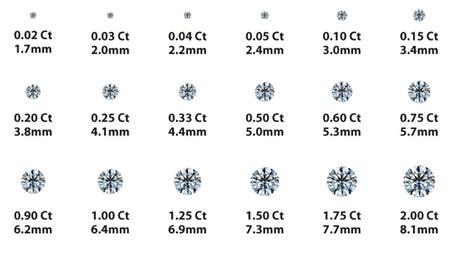 0.02 Ct 0.03 Ct 0.04 Ct 0.05 Ct 0.10 Ct 0.15 Ct
1.7mm 2.0mm 2.2mm 2.4mm 3.0mm 3.4mm
0.20 Ct 0.25 Ct 0.33 Ct 0.50 Ct 0.60 Ct 0.75 Ct
3.8mm 4.1mm 4.4mm 5.0mm 5.3mm 5.7mm
0.90 Ct 1.00 Ct 1.25 Ct 1.50 Ct 1.75 Ct 2.00 Ct
6.2mm 6.4mm 6.9mm 7.3mm 7.7mm 8.1mm